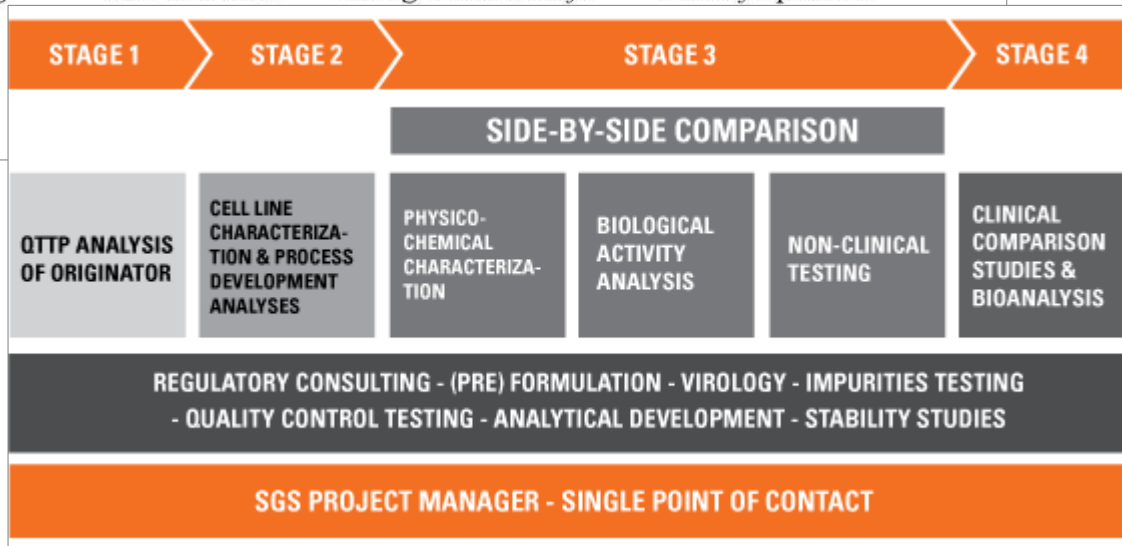 STAGE 1
STAGE 2
STAGE 3
STAGE 4
SIDE-BY-SIDE COMPARISON
QTTP ANALYSIS
OF ORIGINATOR
CELL LINE
CHARACTERIZA-
TION & PROCESS
DEVELOPMENT
ANALYSES
PHYSICO-
CHEMICAL
CHARACTERIZA-
TION
BIOLOGICAL
ACTIVITY
ANALYSIS
NON-CLINICAL
TESTING
CLINICAL
COMPARISON
STUDIES &
BIOANALYSIS
REGULATORY CONSULTING - (PRE) FORMULATION - VIROLOGY - IMPURITIES TESTING
- QUALITY CONTROL TESTING - ANALYTICAL DEVELOPMENT - STABILITY STUDIES
SGS PROJECT MANAGER - SINGLE POINT OF CONTACT